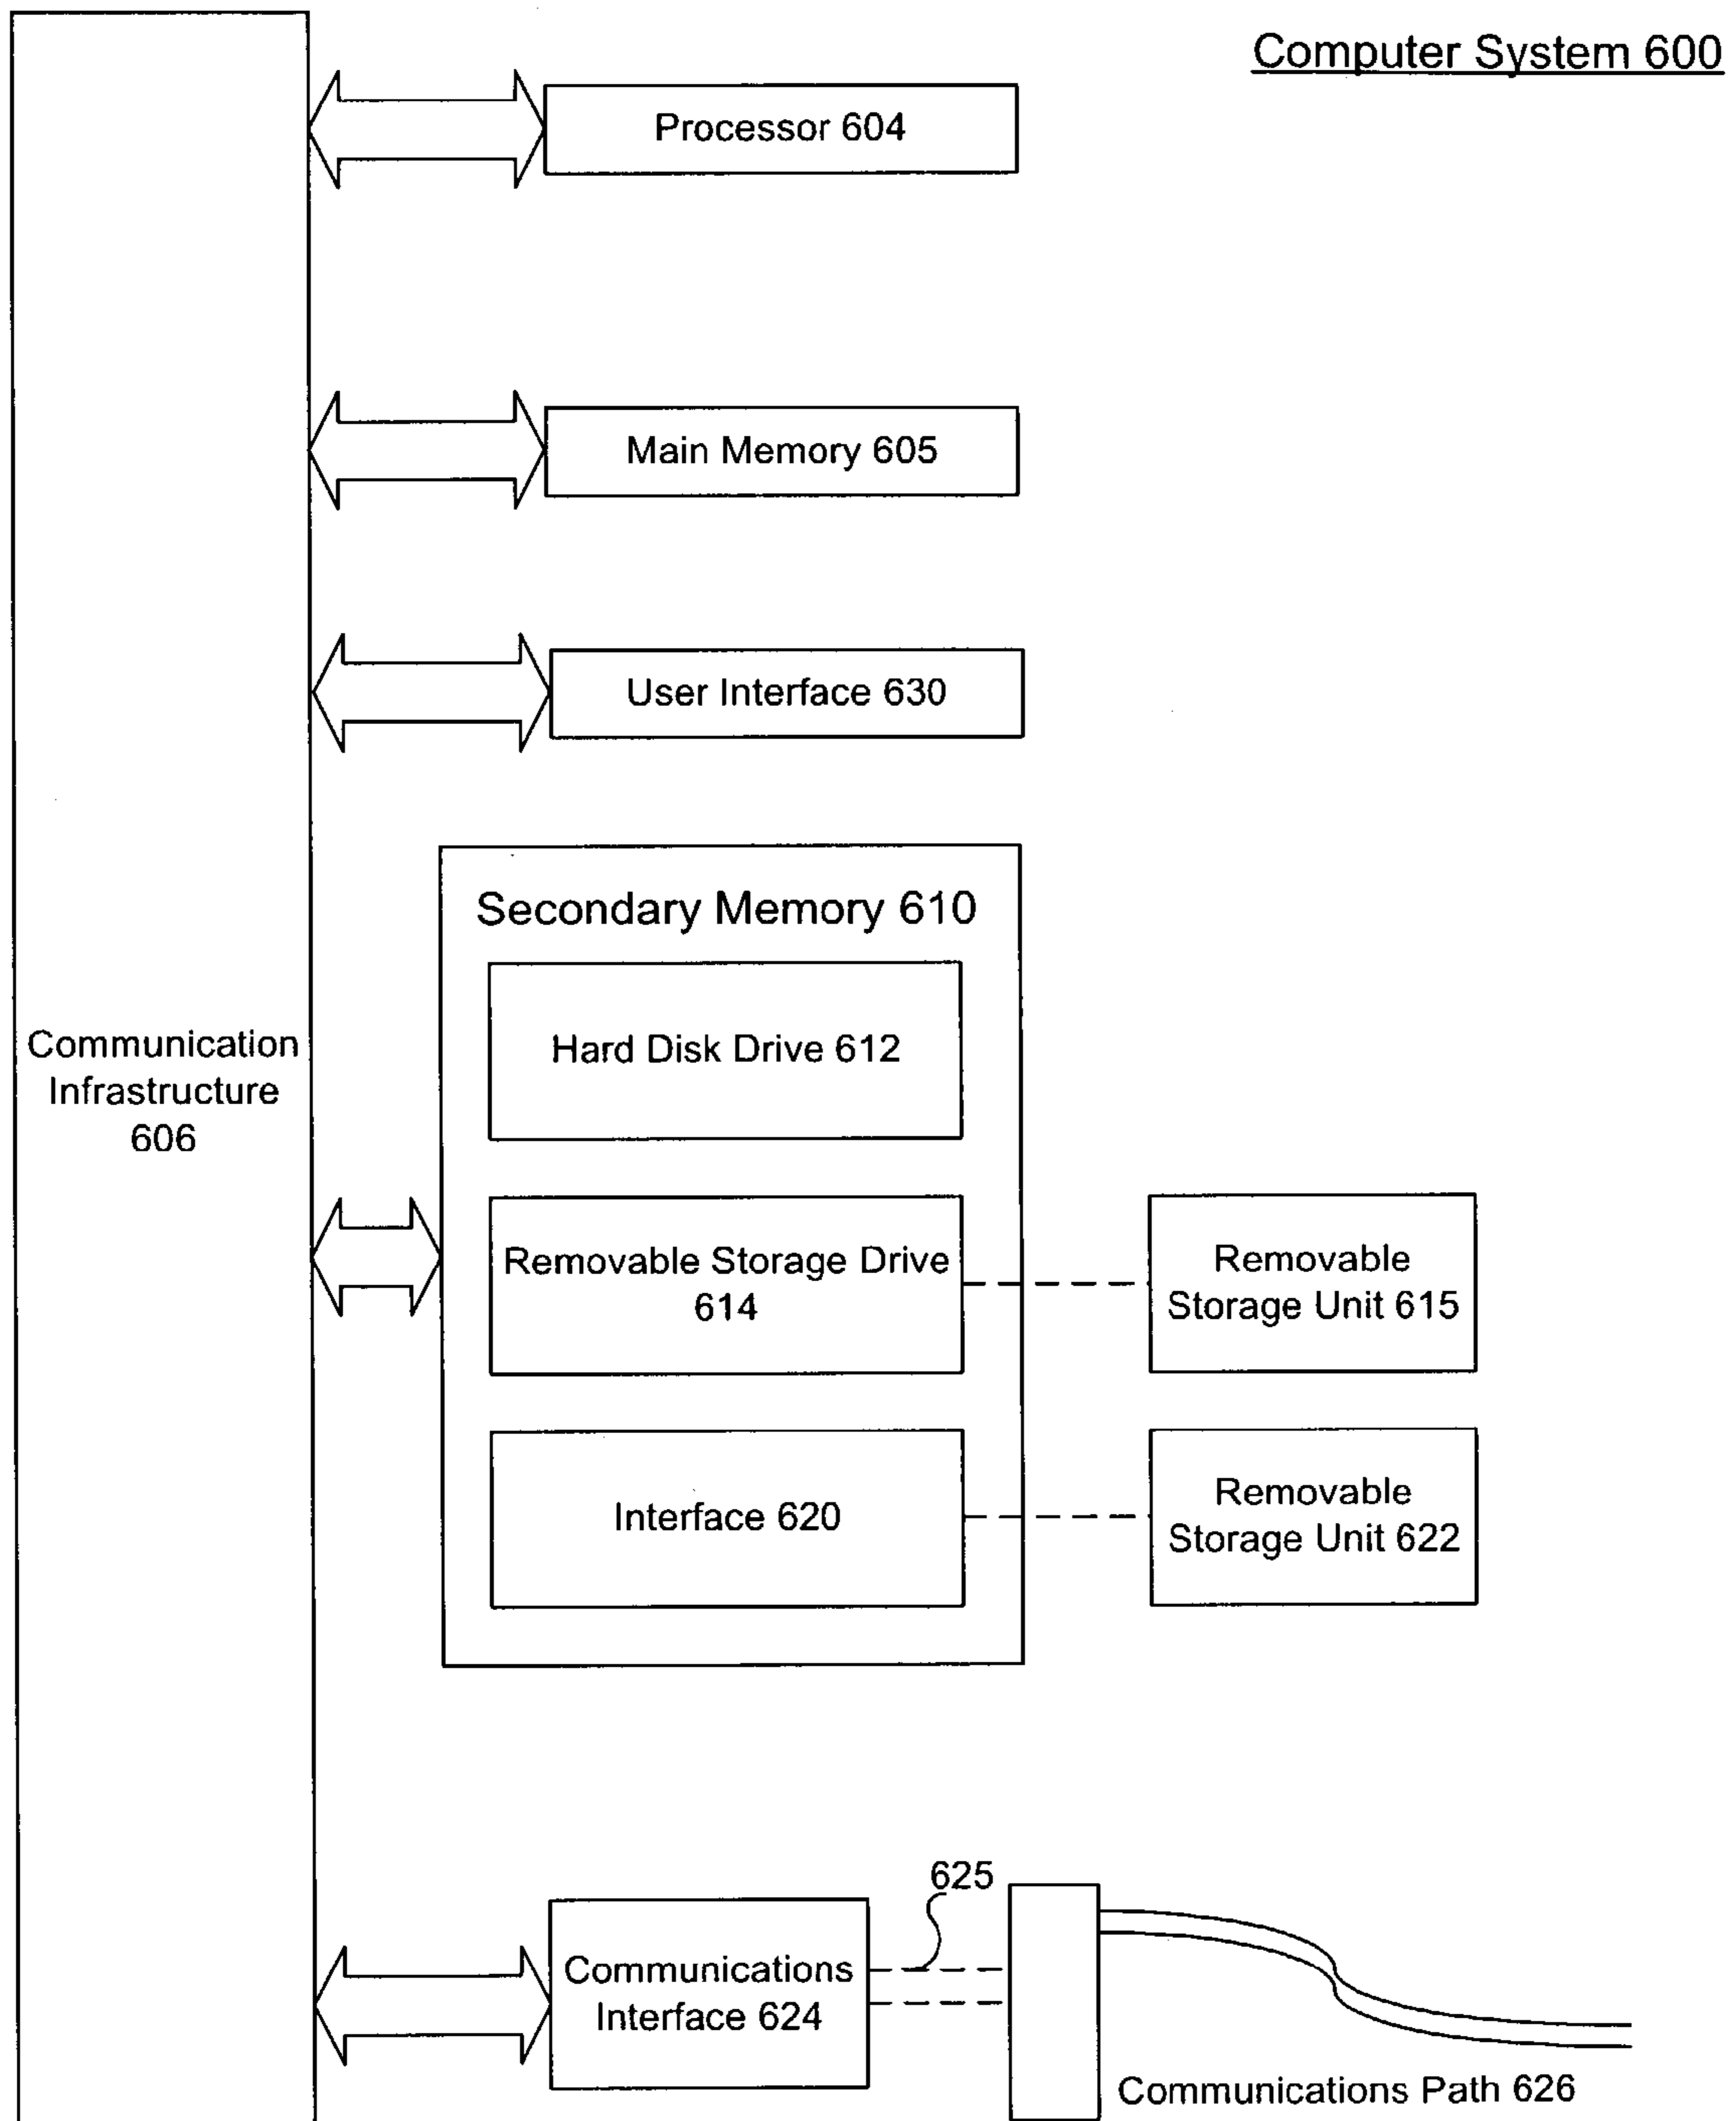 Computer System 600
Processor 604
Main Memory 605
User Interface 630
Secondary Memory 610
Hard Disk Drive 612
Communication
Infrastructure
606
Removable Storage Drive
614
Removable
Storage Unit 615
Interface 620
Removable
Storage Unit 622
625
Communications
Interface 624
Communications Path 626